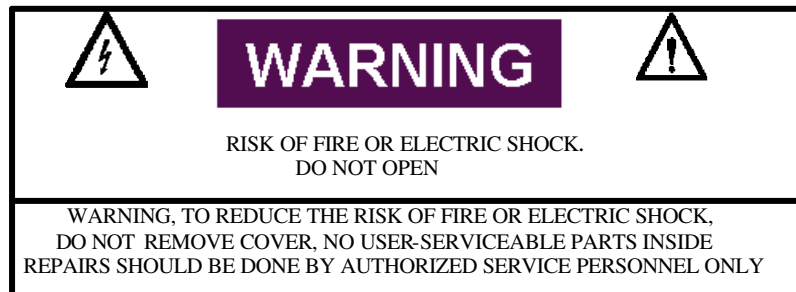 WARNING
RISK OF FIRE OR ELECTRIC SHOCK.
DO NOT OPEN
WARNING, TO REDUCE THE RISK OF FIRE OR ELECTRIC SHOCK,
DO NOT REMOVE COVER, NO USER-SERVICEABLE PARTS INSIDE
REPAIRS SHOULD BE DONE BY AUTHORIZED SERVICE PERSONNEL ONLY